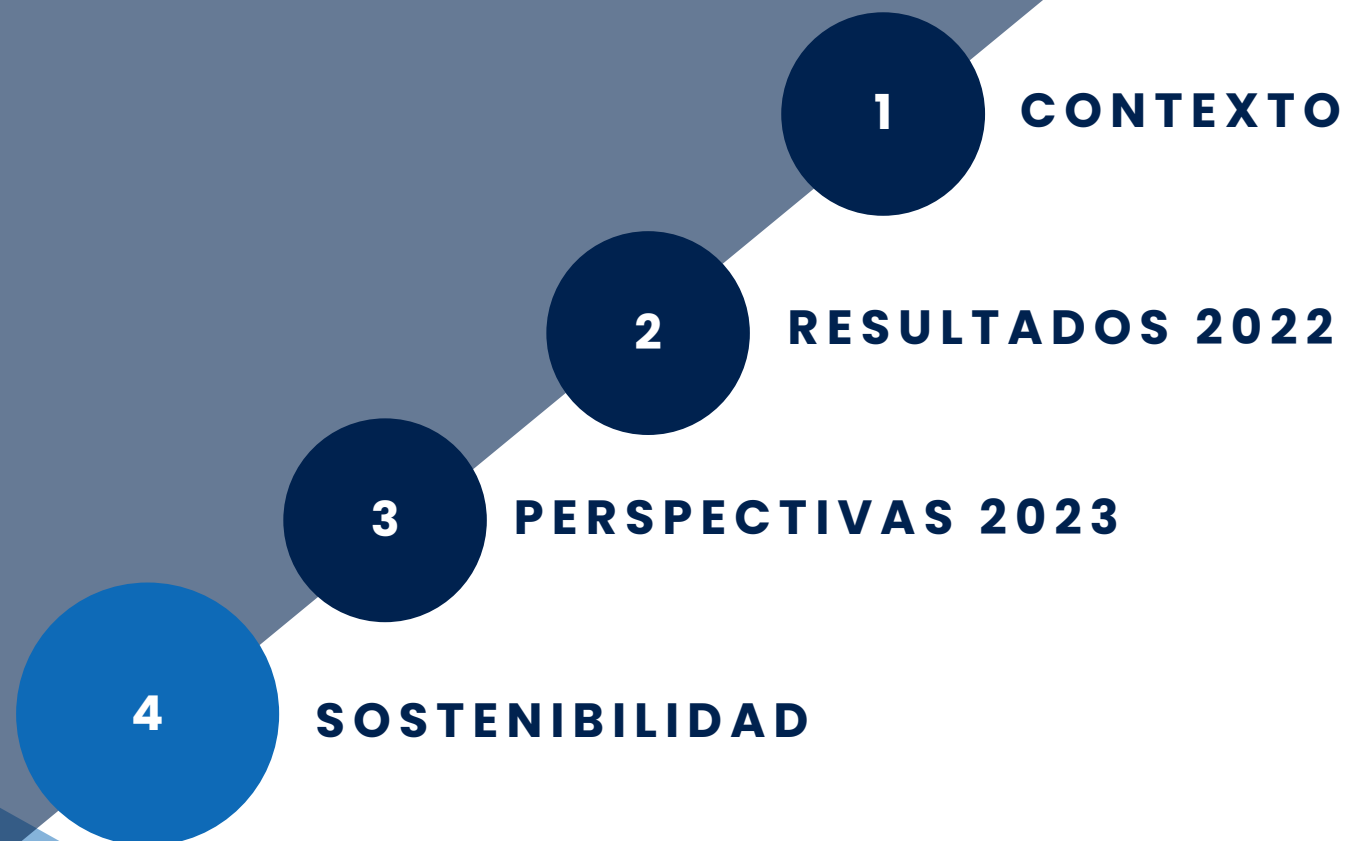 1 CONTEXTO
2 RESULTADOS 2022
3 PERSPECTIVAS 2023
4 SOSTENIBILIDAD